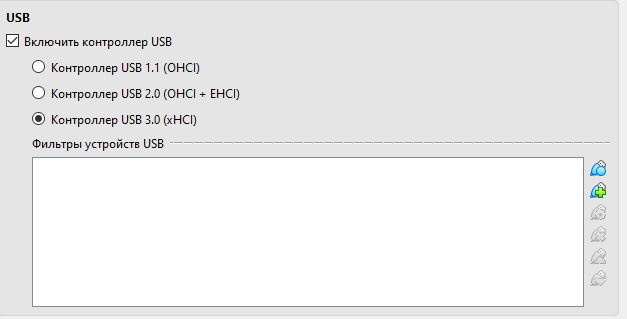 USB
Включить контроллер USB
Контроллер USB 1.1 (OHCI)
Контроллер USB 2.0 (OHCI + EHCI)
Контроллер USB 3.0 (xHCI)
Фильтры устройств USB